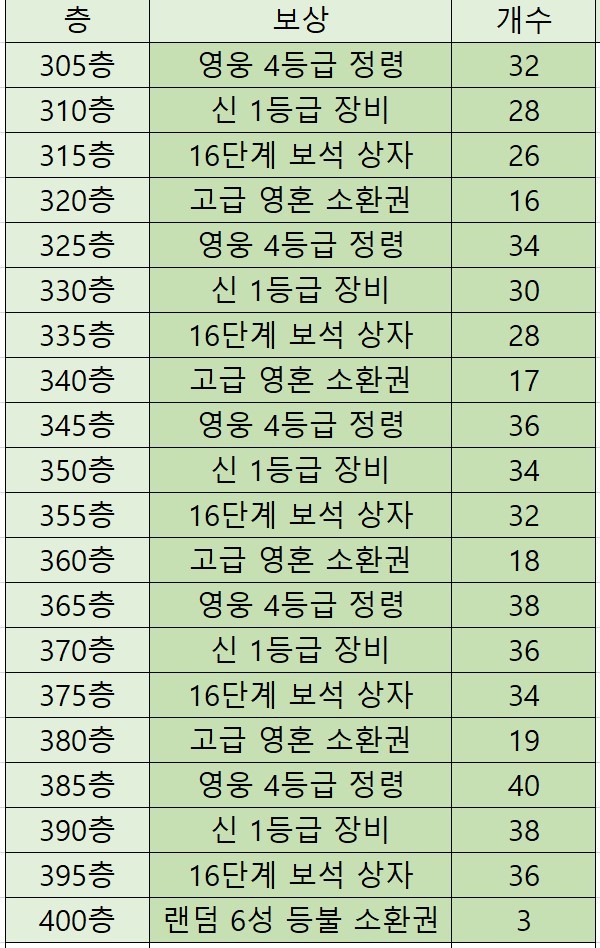 층 보상 개수
305층 영웅 4등급 정령 32
310층 신 1등급 장비 28
315층 16단계 보석 상자 26
320층 고급 영혼 소환권 16
325층 영웅 4등급 정령 34
330층 신 1등급 장비 30
335층 16단계 보석 상자 28
340층 고급 영혼 소환권 17
345층 영웅 4등급 정령 36
350층 신 1등급 장비 34
355층 16단계 보석 상자 32
360층 고급 영혼 소환권 18
365층 영웅 4등급 정령 38
370층 신 1등급 장비 36
375층 16단계 보석 상자 34
380층 고급 영혼 소환권 19
385층 영웅 4등급 정령 40
390층 신 1등급 장비 38
395층 16단계 보석 상자 36
400층 랜덤 6성 등불 소환권 3